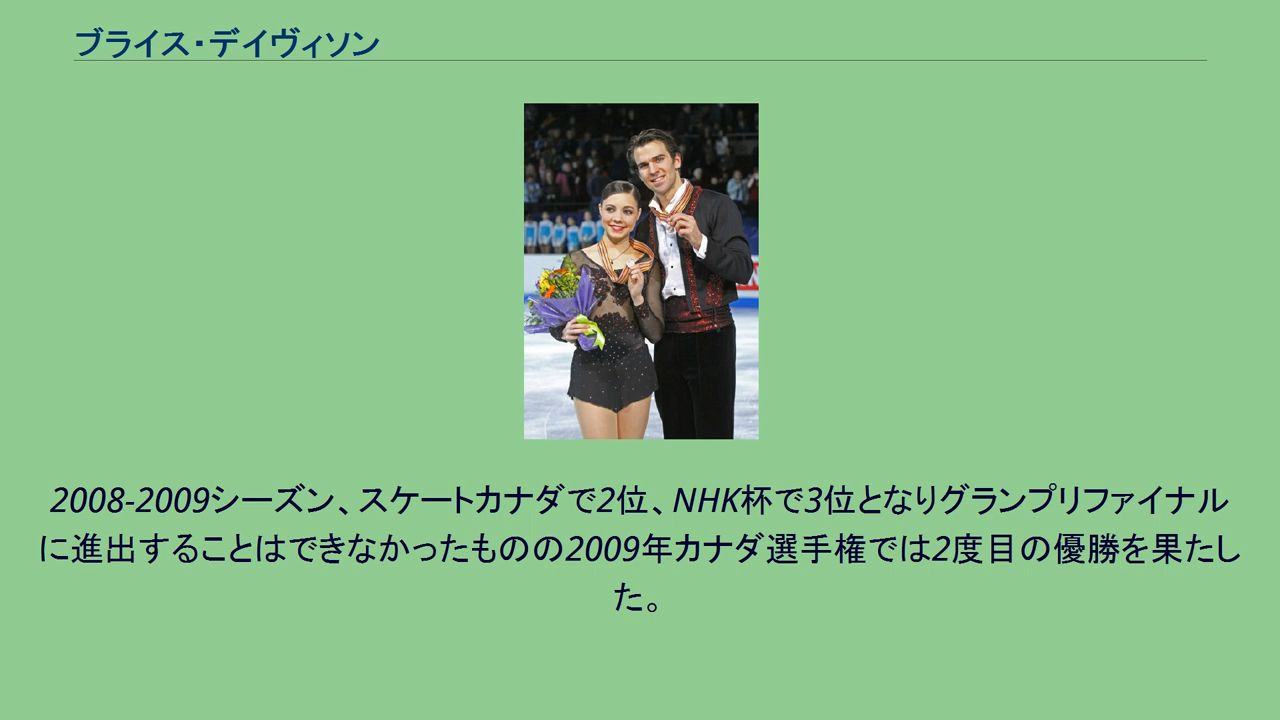 ブライス・デイヴィソン
2008-2009シーズン、スケートカナダで2位、NHK杯で3位となりグランプリファイナル
に進出することはできなかったものの2009年カナダ選手権では2度目の優勝を果たし
た。